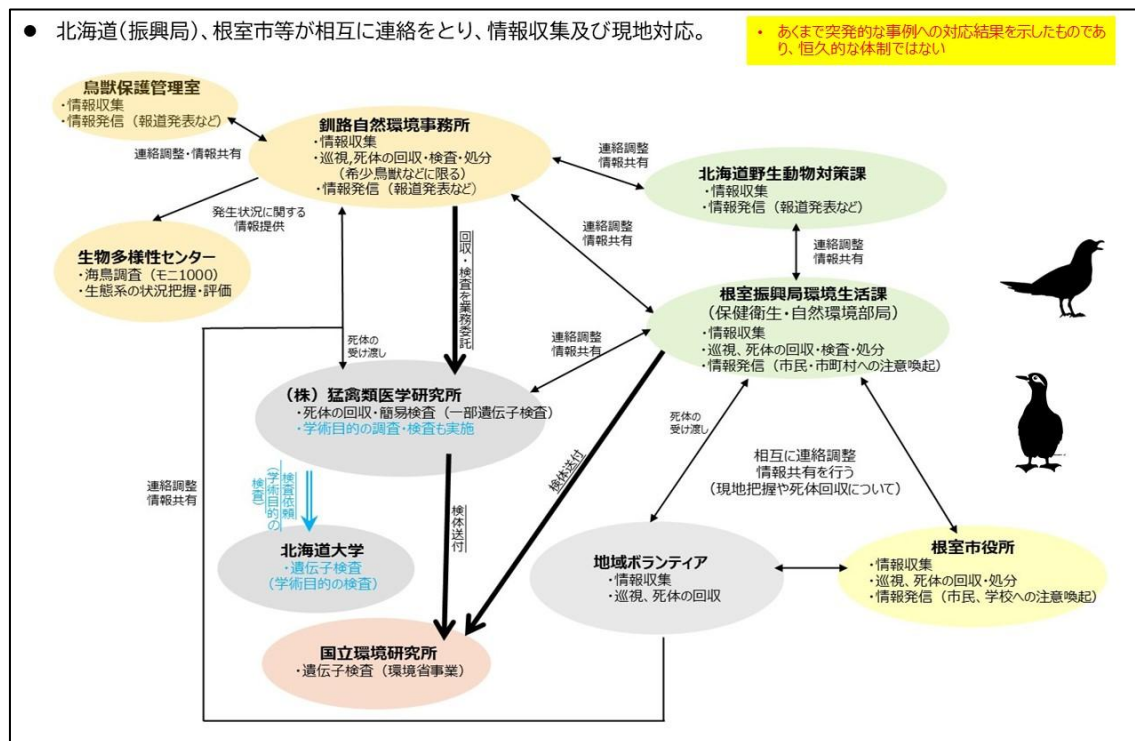 ● 北海道（振興局）、根室市等が相互に連絡をとり、情報収集及び現地対応。
・ あくまで突発的な事例への対応結果を示したものであ
り、恒久的な体制ではない
鳥獣保護管理室
・情報収集
・情報発信（報道発表など）
連絡調整・情報共有
釧路自然環境事務所
・情報収集
・巡視,死体の回収・検査・処分
（希少鳥獣などに限る）
・情報発信（報道発表など）
連絡調整
情報共有
北海道野生動物対策課
・情報収集
・情報発信（報道発表など）
発生状況に関する
情報提供
生物多様性センター
・海鳥調査（モニ1000）
・生態系の状況把握・評価
回収・検査を業務委託
連絡調整
情報共有
連絡調整
情報共有
根室振興局環境生活課
（保健衛生・自然環境部局）
・情報収集
・巡視、死体の回収・検査・処分
・情報発信（市民・市町村への注意喚起）
死体の
受け渡し
連絡調整
情報共有
（株）猛禽類医学研究所
・死体の回収・簡易検査（一部遺伝子検査）
・学術目的の調査・検査も実施
死体の
受け渡し
相互に連絡調整
情報共有を行う
（現地把握や死体回収について）
連絡調整
情報共有
検査依頼
（学術目的の
検査）
検体送付
検体送付
北海道大学
・遺伝子検査
（学術目的の検査）
地域ボランティア
・情報収集
・巡視、死体の回収
根室市役所
・情報収集
・巡視、死体の回収・処分
・情報発信（市民、学校への注意喚起）
国立環境研究所
・遺伝子検査（環境省事業）